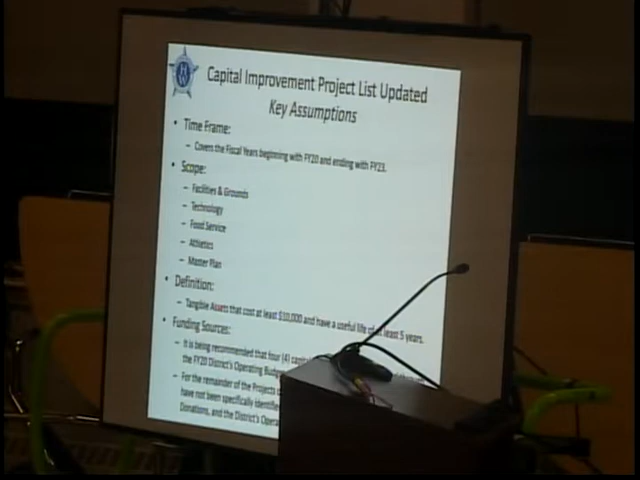 Capital Improvement Project List Updated
Key Assumptions
• Time Frame:
– Covers the Fiscal Years beginning with FY20 and ending with FY23.
• Scope:
– Facilities & Grounds
– Technology
– Food Service
– Athletics
– Master Plan
• Definition:
– Tangible Assets that cost at least $10,000 and have a useful life of at least 5 years.
• Funding Sources:
– It is being recommended that four (4)
the FY20 District's Operating
– For the remainder of the Projects
have not been specifically
Donations, and the District's